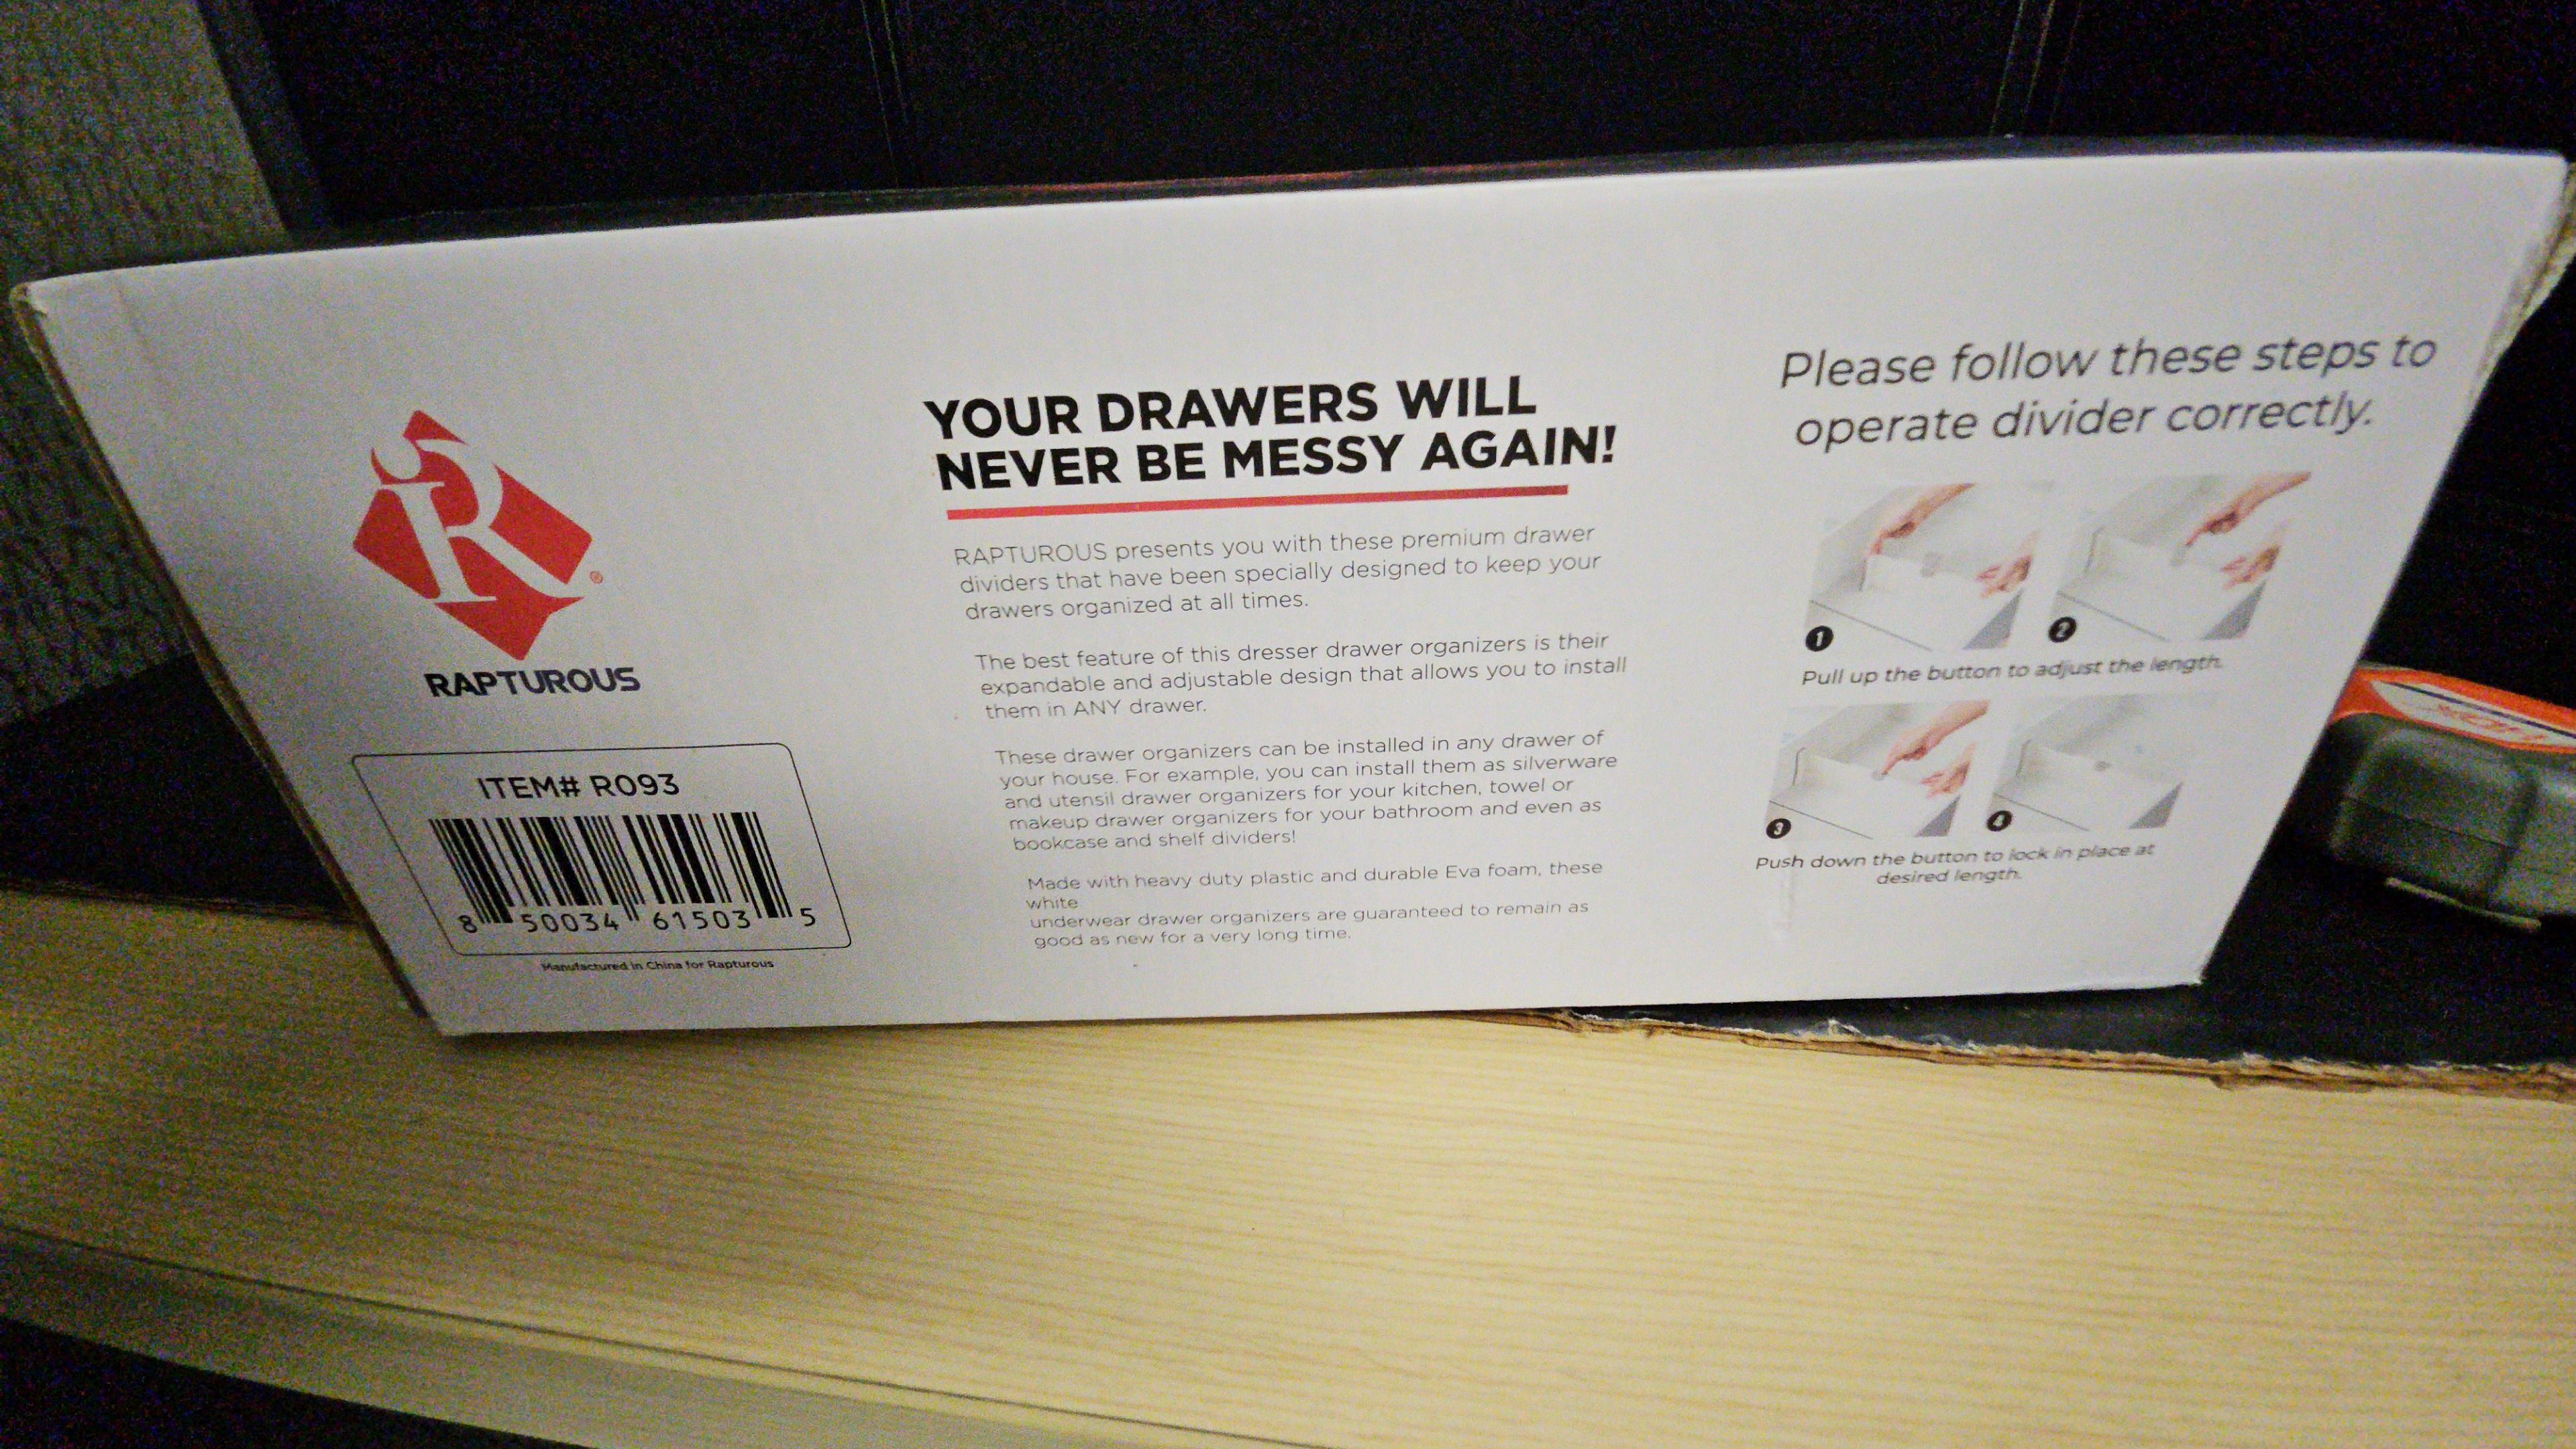 RAPTUROUS
ITEM# R093
8 50034 61503 5
Manufactured in China for Rapturous
YOUR DRAWERS WILL
NEVER BE MESSY AGAIN!
RAPTUROUS presents you with these premium drawer
dividers that have been specially designed to keep your
drawers organized at all times.
The best feature of this dresser drawer organizers is their
expandable and adjustable design that allows you to install
them in ANY drawer.
These drawer organizers can be installed in any drawer of
your house. For example, you can install them as silverware
and utensil drawer organizers for your kitchen, towel or
makeup drawer organizers for your bathroom and even as
bookcase and shelf dividers!
Made with heavy duty plastic and durable Eva foam, these
white
underwear drawer organizers are guaranteed to remain as
good as new for a very long time.
Please follow these steps to
operate divider correctly.
1 2
Pull up the button to adjust the length.
3 4
Push down the button to lock in place at
desired length.